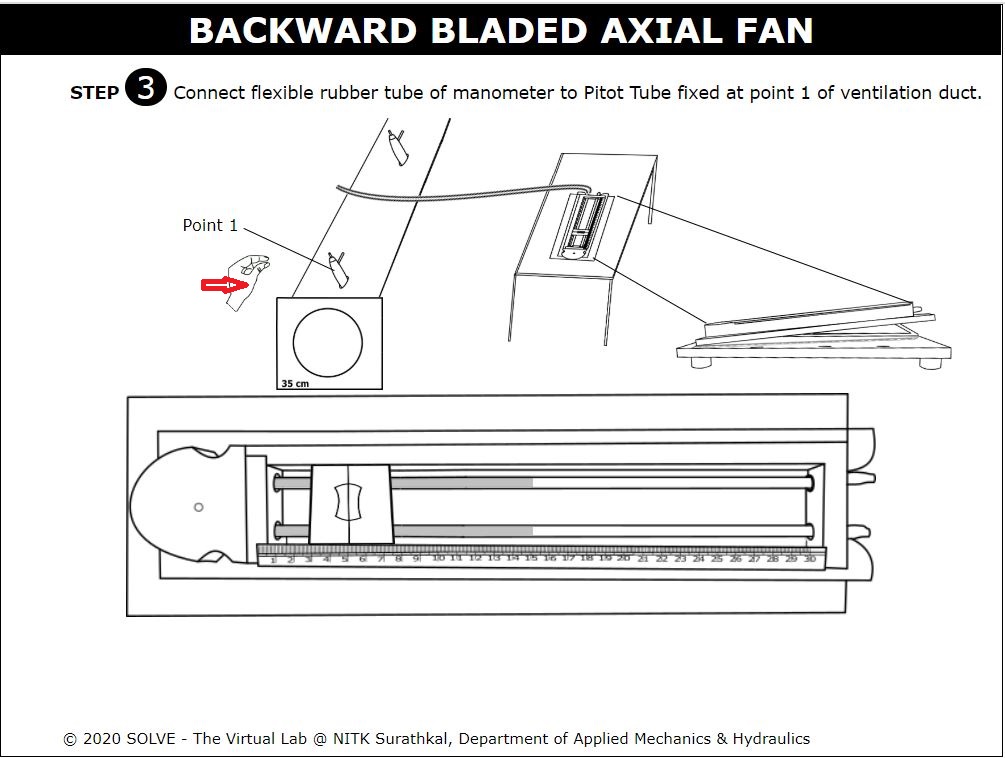 BACKWARD BLADED AXIAL FAN
STEP 3 Connect flexible rubber tube of manometer to Pitot Tube fixed at point 1 of ventilation duct.
Point 1
35 cm
1 2 3 4 5 6 7 8 9 10 11 12 13 14 15 16 17 18 19 20 21 22 23 24 25 26 27 28 29 30
© 2020 SOLVE - The Virtual Lab @ NITK Surathkal, Department of Applied Mechanics & Hydraulics